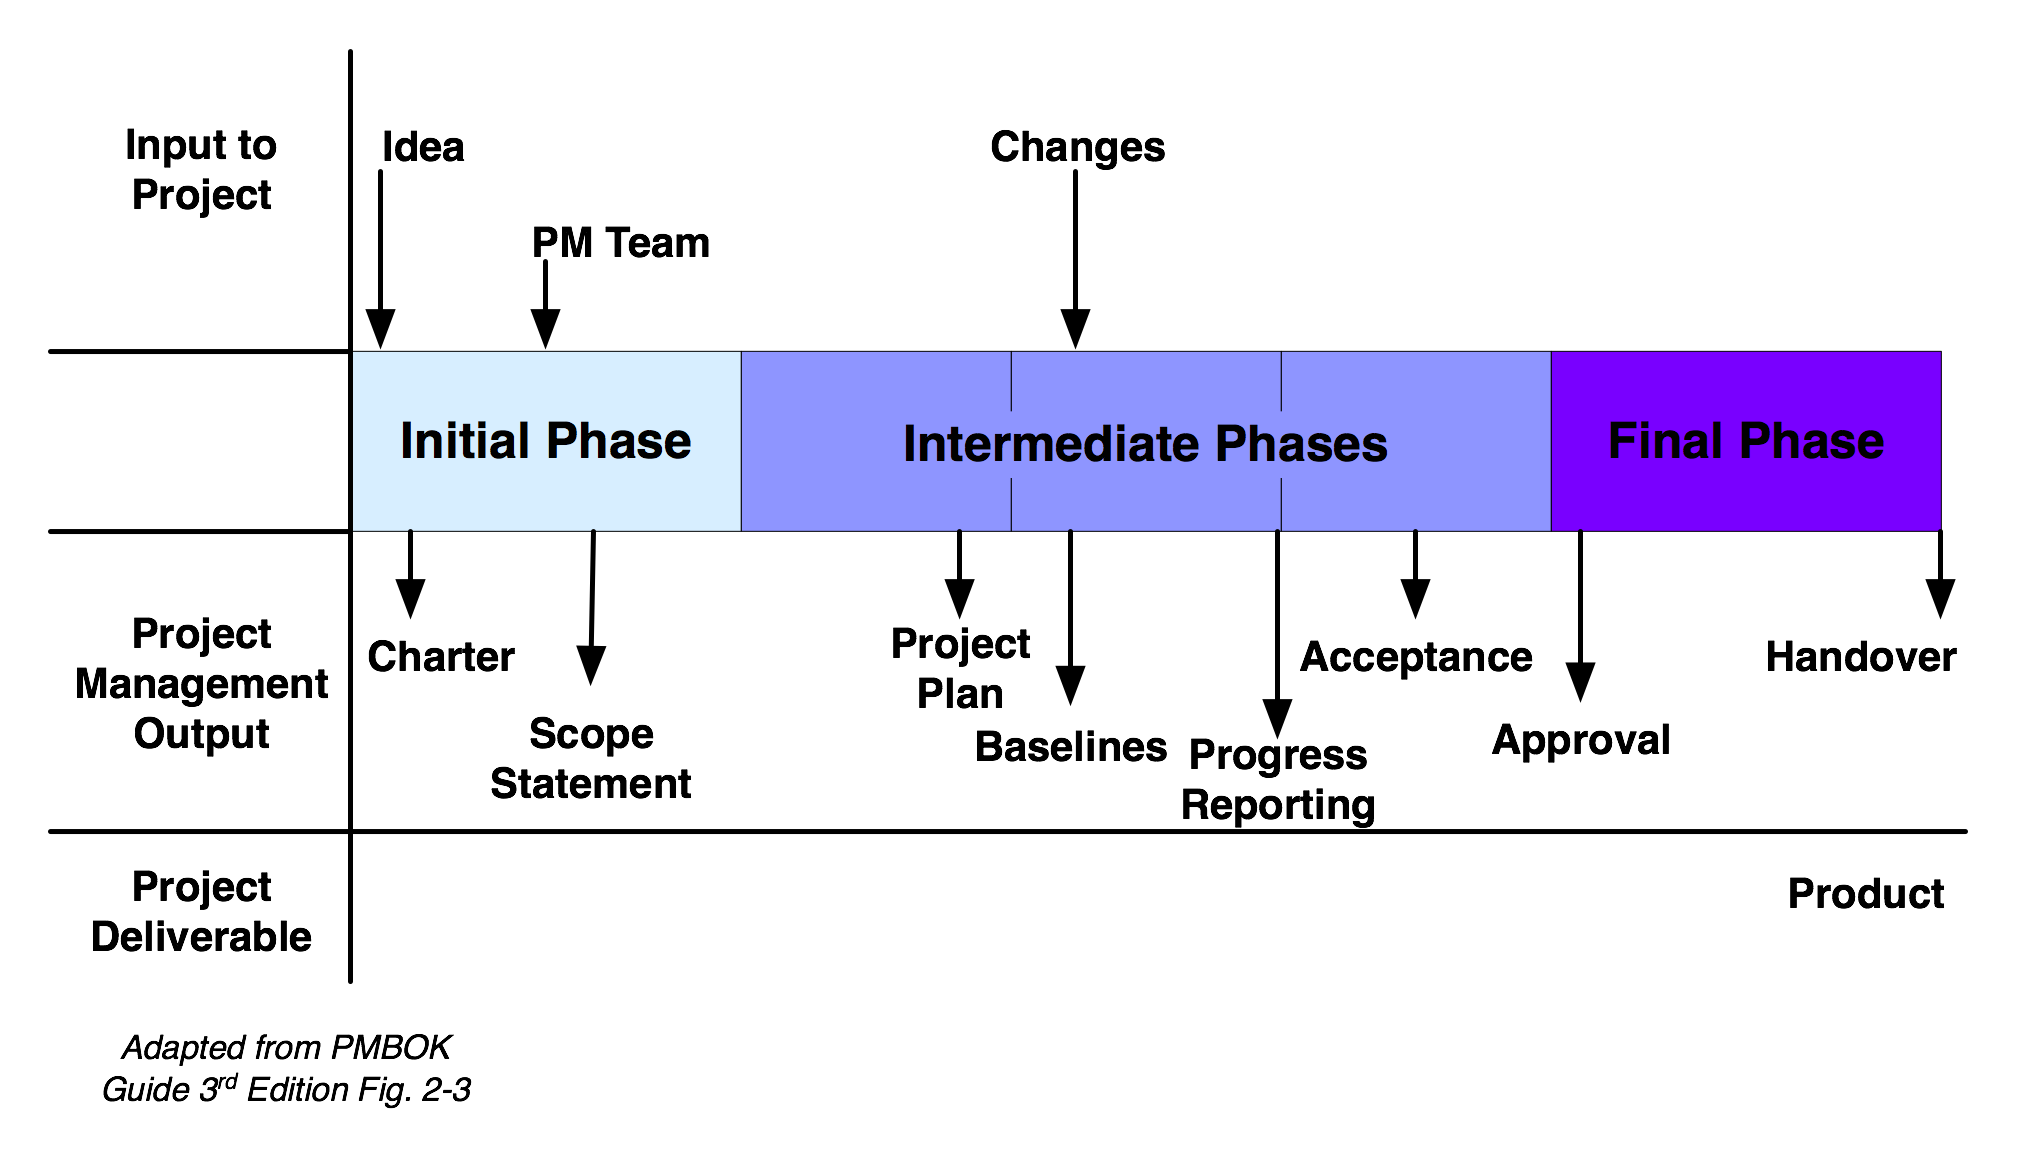 Input to
Project
Idea
PM Team
Changes
Initial Phase
Intermediate Phases
Final Phase
Project
Management
Output
Charter
Scope
Statement
Project
Plan
Baselines
Progress
Reporting
Acceptance
Approval
Handover
Project
Deliverable
Product
Adapted from PMBOK
Guide 3rd Edition Fig. 2-3